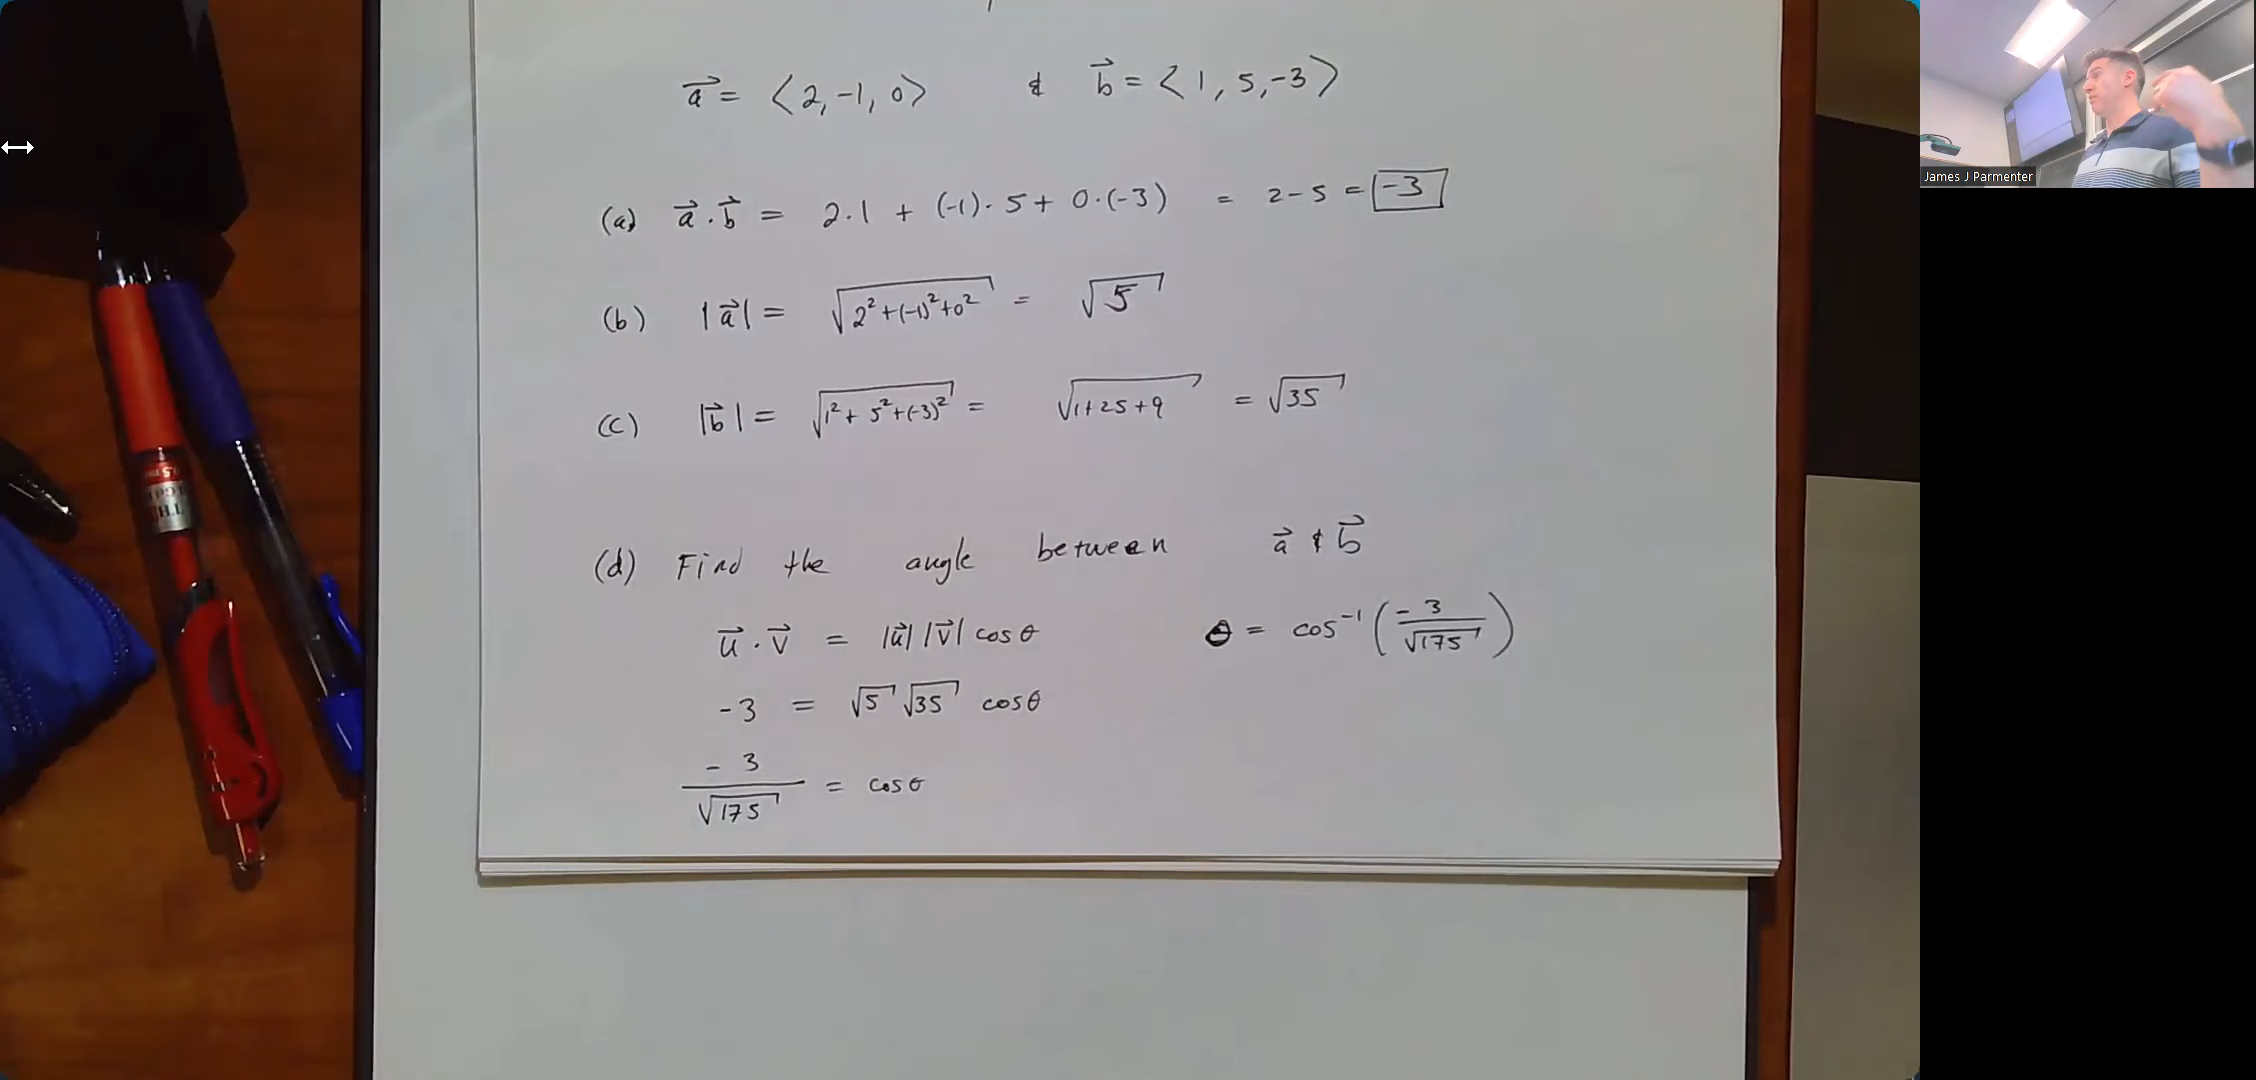 a⃗ = ⟨2, -1, 0⟩ & b⃗ = ⟨1, 5, -3⟩
(a) a⃗ · b⃗ = 2·1 + (-1)·5 + 0·(-3) = 2-5 = -3
(b) |a⃗| = √(2²+(-1)²+0²) = √5
(c) |b⃗| = √(1²+5²+(-3)²) = √(1+25+9) = √35
(d) Find the angle between a⃗ & b⃗
u⃗ · v⃗ = |u⃗| |v⃗| cos θ
-3 = √5 √35 cos θ
-3/√175 = cos θ
θ = cos⁻¹(-3/√175)
James J Parmenter